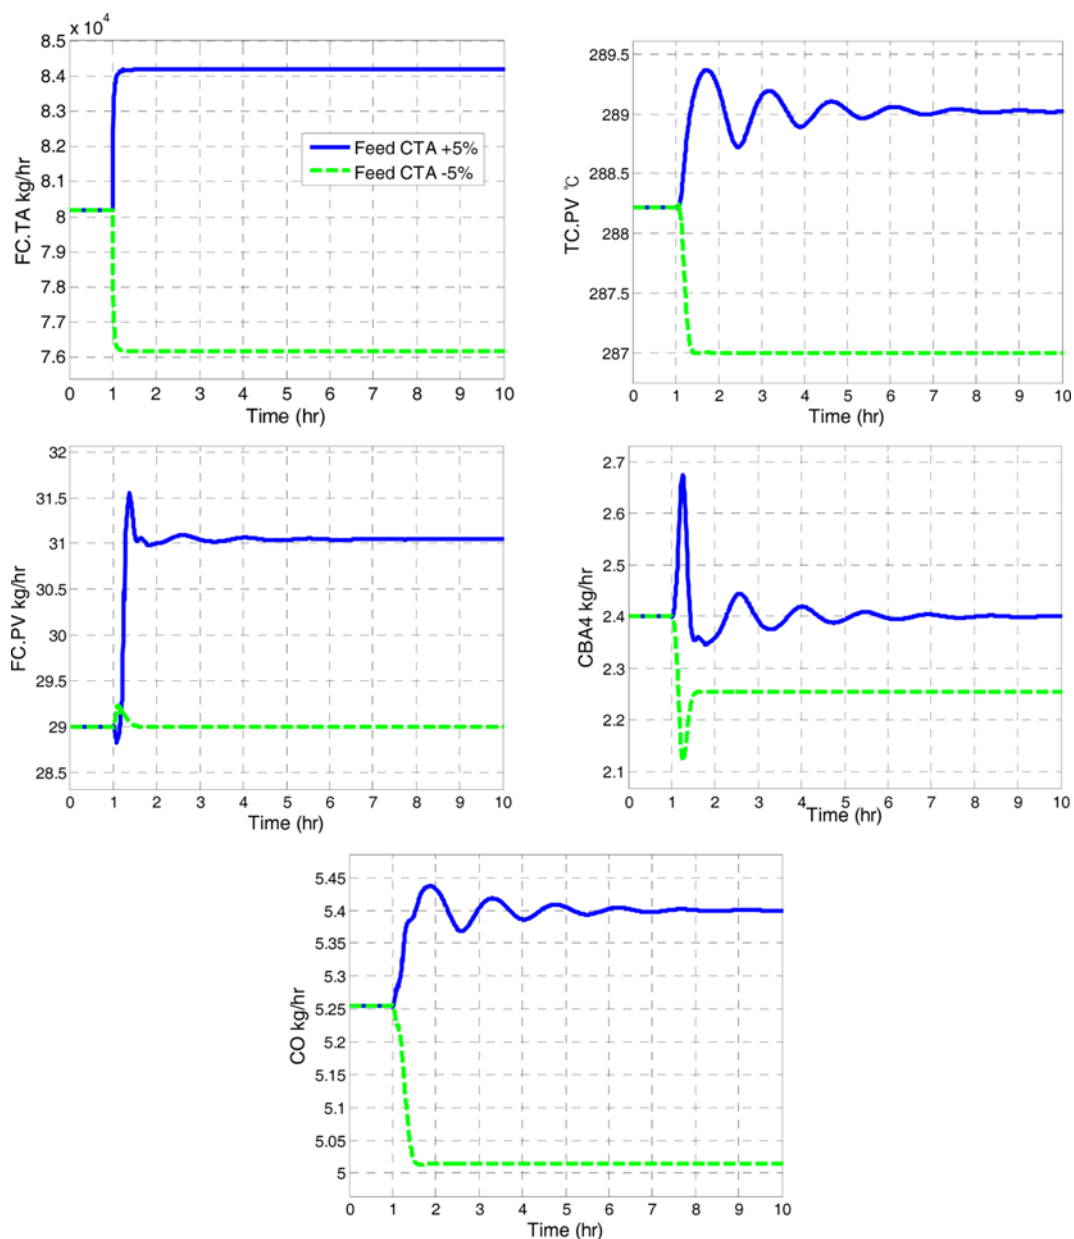 x 10⁴
8.5
8.4
8.3
8.2
8.1
8
7.9
7.8
7.7
7.6
FC.TA kg/hr
Feed CTA +5%
Feed CTA -5%
0 1 2 3 4 5 6 7 8 9 10
Time (hr)
289.5
289
288.5
288
287.5
287
TC.PV ℃
0 1 2 3 4 5 6 7 8 9 10
Time (hr)
32
31.5
31
30.5
30
29.5
29
28.5
FC.PV kg/hr
0 1 2 3 4 5 6 7 8 9 10
Time (hr)
2.7
2.6
2.5
2.4
2.3
2.2
2.1
CBA4 kg/hr
0 1 2 3 4 5 6 7 8 9 10
Time (hr)
5.45
5.4
5.35
5.3
5.25
5.2
5.15
5.1
5.05
5
CO kg/hr
0 1 2 3 4 5 6 7 8 9 10
Time (hr)